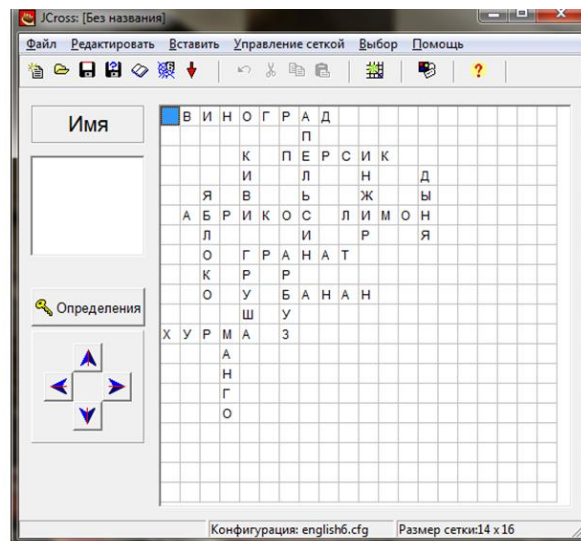 JCross: [Без названия]
Файл Редактировать Вставить Управление сеткой Выбор Помощь
Имя
В И Н О Г Р А Д
П
К П Е Р С И К
И Л Н Д
Я В Ь Ж Ы
А Б Р И К О С Л И М О Н
Л И Р Я
О Г Р А Н А Т
К Р Р
О У Б А Н А Н
Ш У
Х У Р М А З
А
Н
Г
О
Определения
Конфигурация: english6.cfg Размер сетки:14 x 16